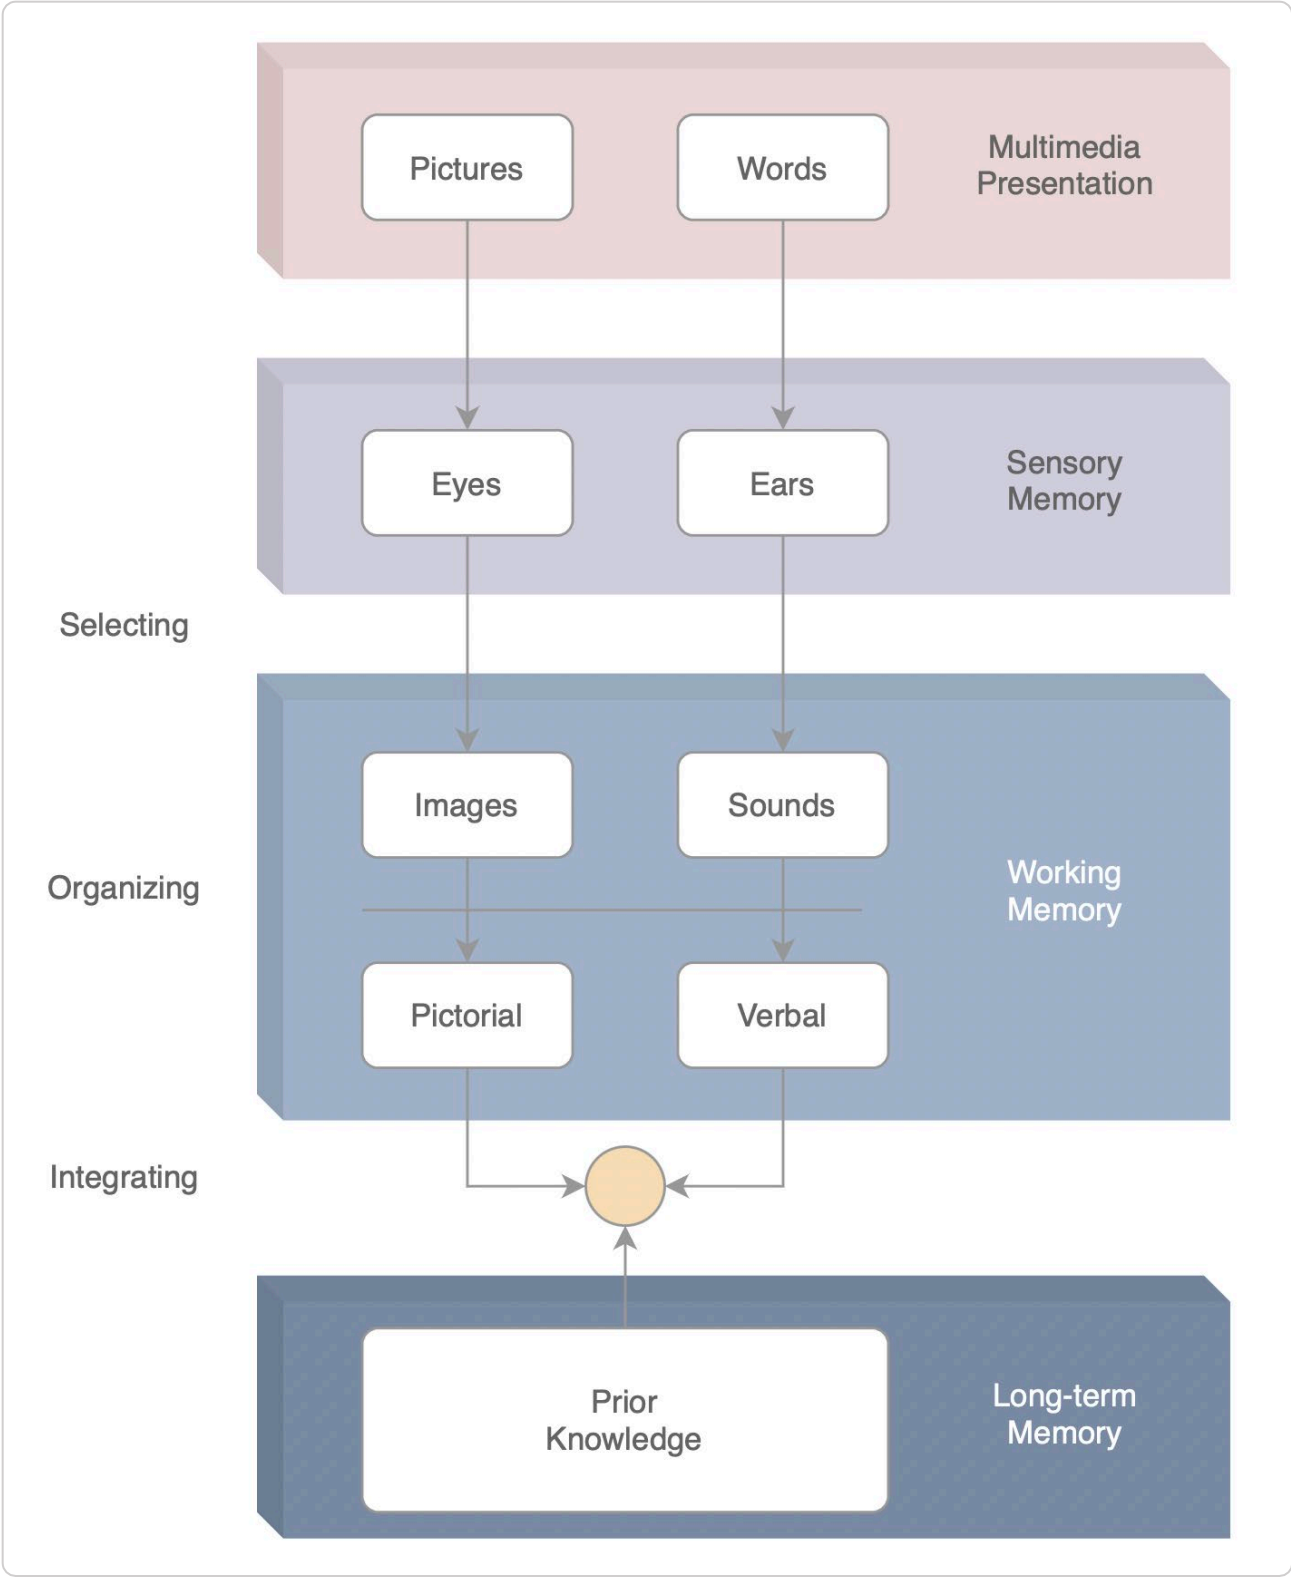 Pictures
Words
Multimedia
Presentation
Eyes
Ears
Sensory
Memory
Selecting
Images
Sounds
Organizing
Working
Memory
Pictorial
Verbal
Integrating
Prior
Knowledge
Long-term
Memory